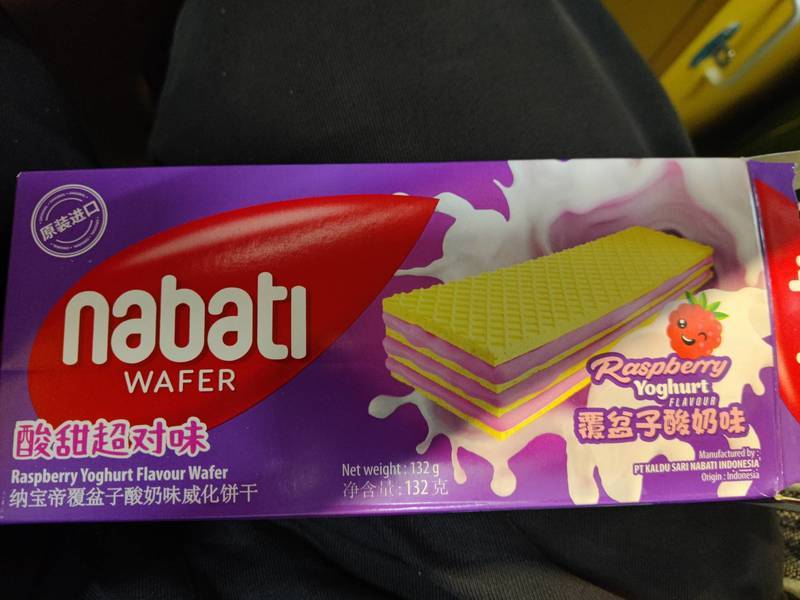 原装进口
nabati
WAFER
酸甜超对味
Raspberry Yoghurt Flavour Wafer
纳宝帝覆盆子酸奶味威化饼干
Net weight : 132 g
净含量 : 132 克
Raspberry
Yoghurt
FLAVOUR
覆盆子酸奶味
Manufactured by :
PT KALDU SARI NABATI INDONESIA
Origin : Indonesia